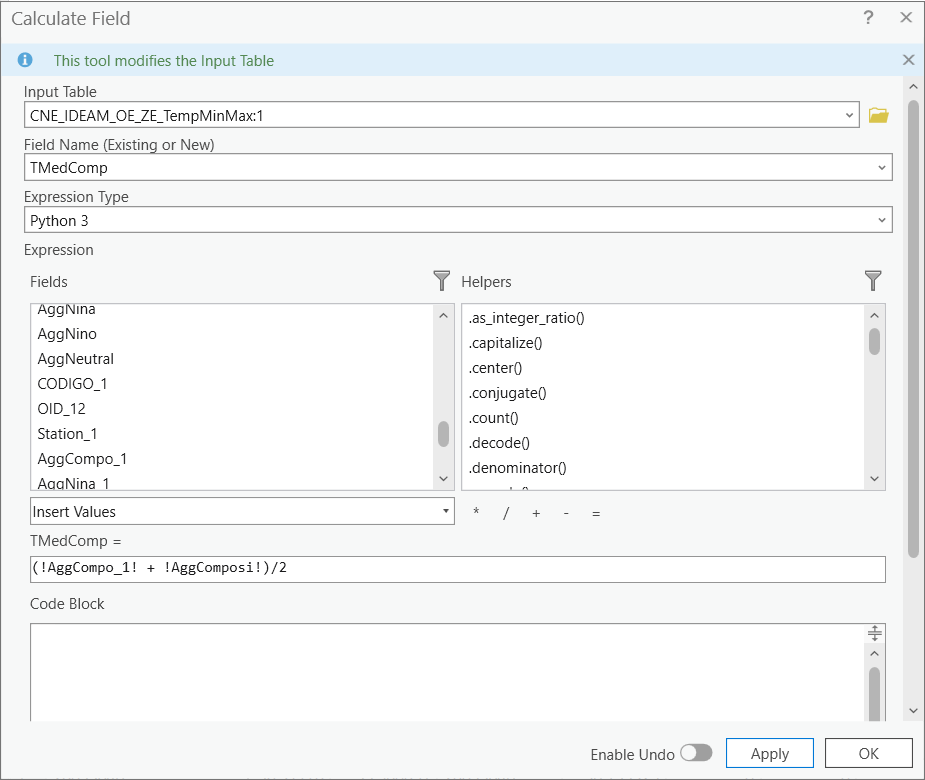 Calculate Field ?
This tool modifies the Input Table
Input Table
CNE_IDEAM_OE_ZE_TempMinMax:1
Field Name (Existing or New)
TMedComp
Expression Type
Python 3
Expression
Fields
AggNina
AggNino
AggNeutral
CODIGO_1
OID_12
Station_1
AggCompo_1
AggNina_1
Helpers
.as_integer_ratio()
.capitalize()
.center()
.conjugate()
.count()
.decode()
.denominator()
Insert Values
* / + - =
TMedComp =
(!AggCompo_1! + !AggComposi!)/2
Code Block
Enable Undo
Apply
OK